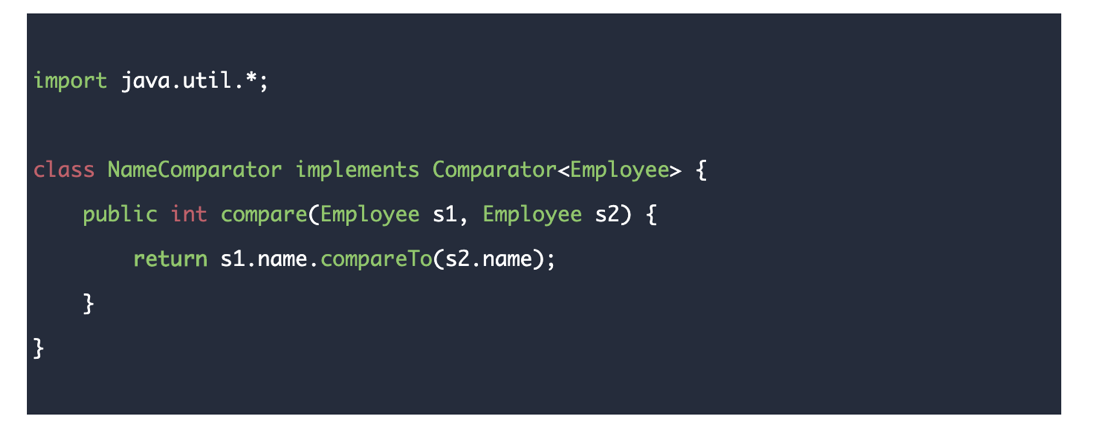 import java.util.*;
class NameComparator implements Comparator<Employee> {
    public int compare(Employee s1, Employee s2) {
        return s1.name.compareTo(s2.name);
    }
}